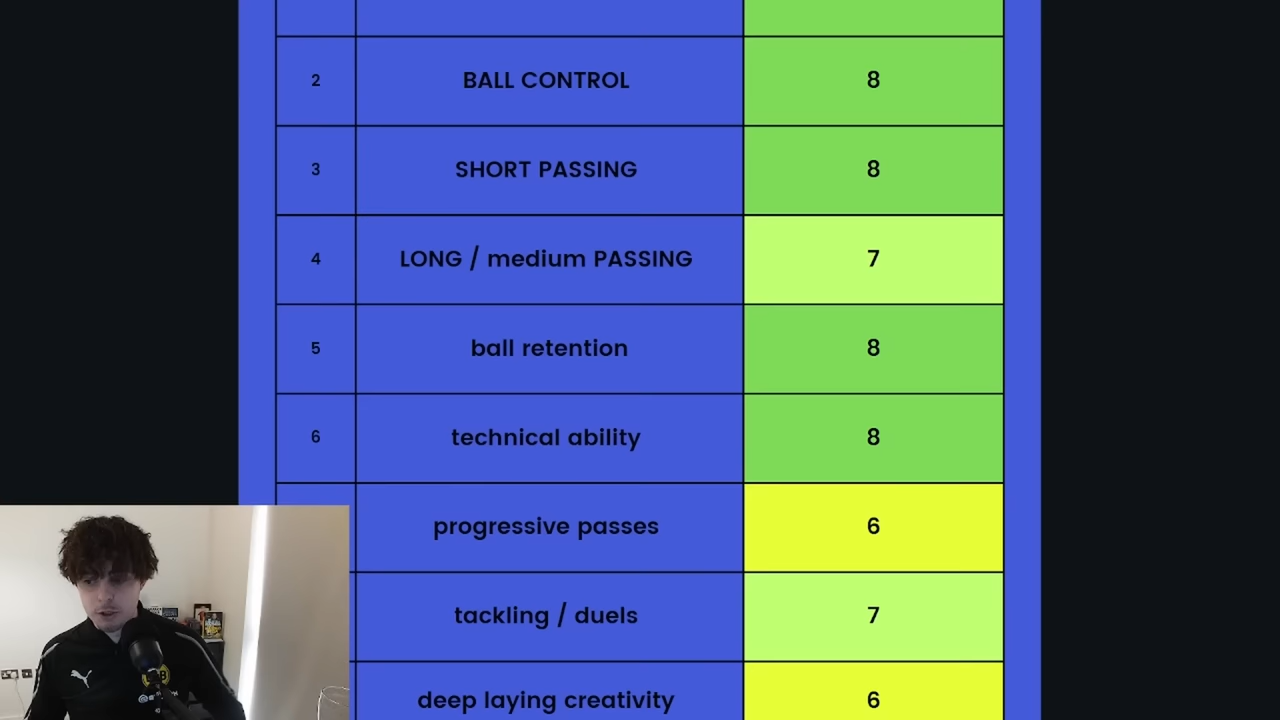 2 BALL CONTROL 8
3 SHORT PASSING 8
4 LONG / medium PASSING 7
5 ball retention 8
6 technical ability 8
progressive passes 6
tackling / duels 7
deep laying creativity 6